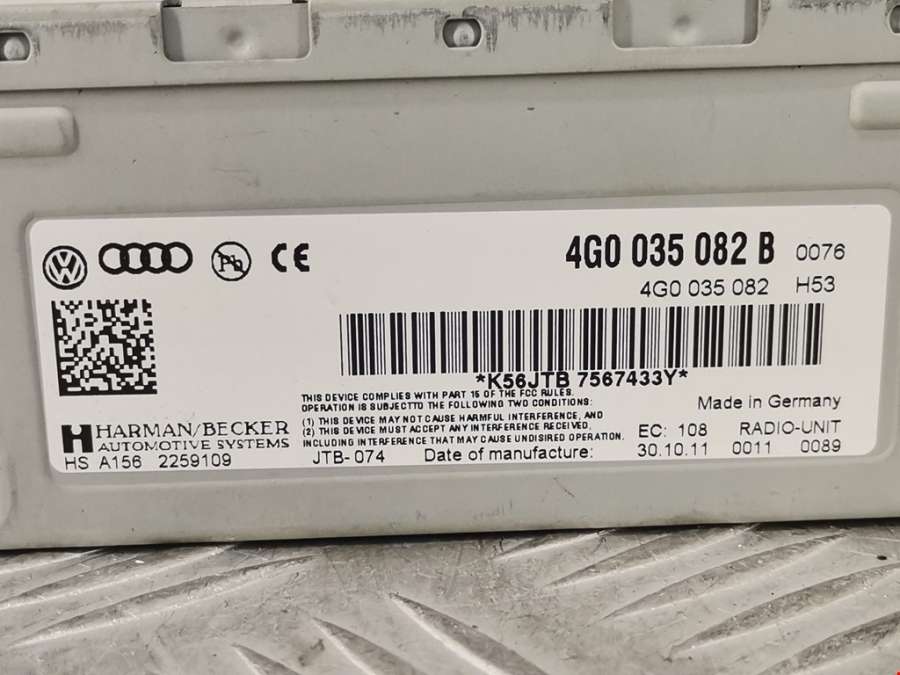 4G0 035 082 B 0076
4G0 035 082 H53
*K56JTB 7567433Y*
THIS DEVICE COMPLIES WITH PART 15 OF THE FCC RULES.
OPERATION IS SUBJECTTO THE FOLLOWING TWO CONDITIONS:
(1) THIS DEVICE MAY NOT CAUSE HARMFUL INTERFERENCE, AND
(2) THIS DEVICE MUST ACCEPT ANY INTERFERENCE RECEIVED,
INCLUDING INTERFERENCE THAT MAY CAUSE UNDISIRED OPERATION.
Made in Germany
HARMAN/BECKER
AUTOMOTIVE SYSTEMS
EC: 108 RADIO-UNIT
HS A156 2259109 JTB-074 Date of manufacture: 30.10.11 0011 0089